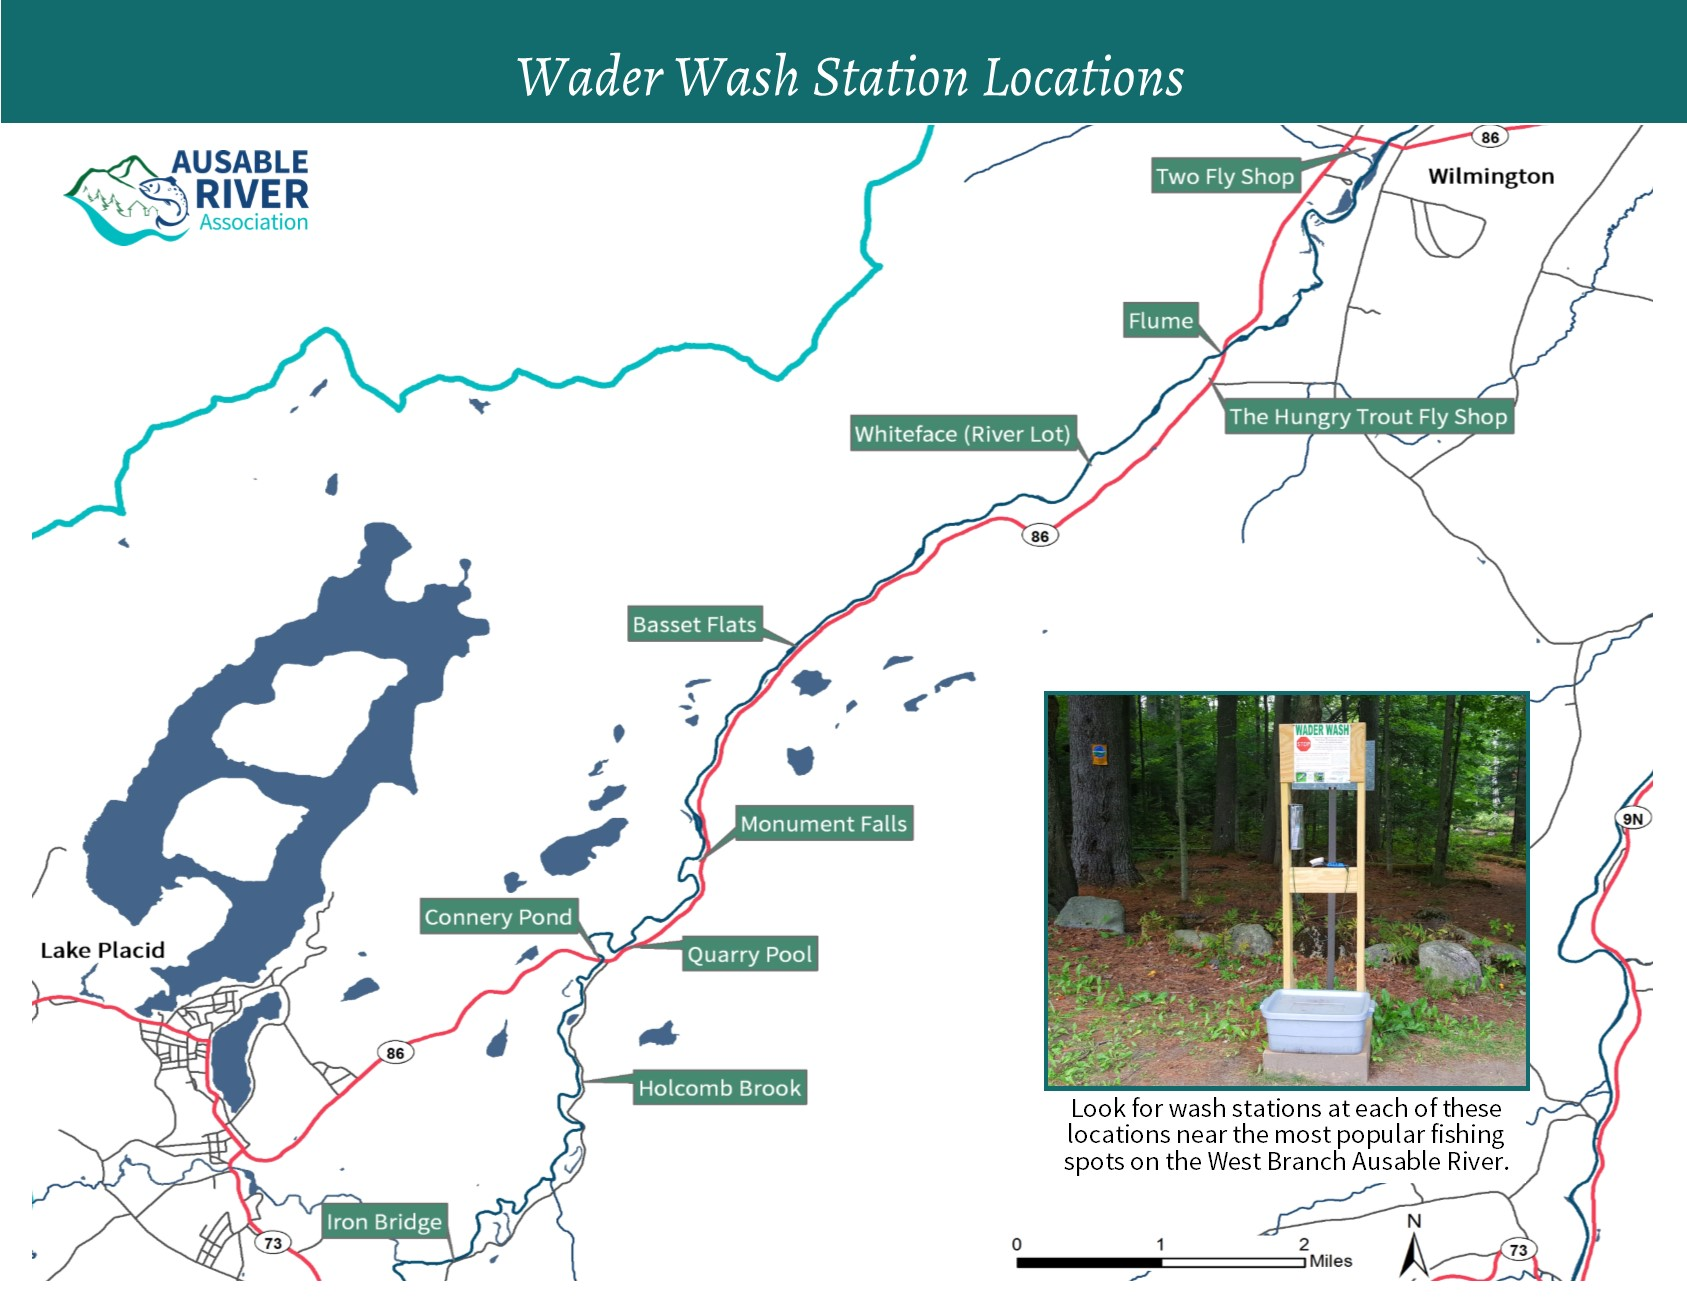 Wader Wash Station Locations
AUSABLE
RIVER
Association
86
Two Fly Shop
Wilmington
Flume
The Hungry Trout Fly Shop
Whiteface (River Lot)
86
Basset Flats
WADER WASH
STOP
Monument Falls
9N
Connery Pond
Lake Placid
Quarry Pool
86
Holcomb Brook
Look for wash stations at each of these
locations near the most popular fishing
spots on the West Branch Ausable River.
Iron Bridge
73
N
0 1 2
Miles
73